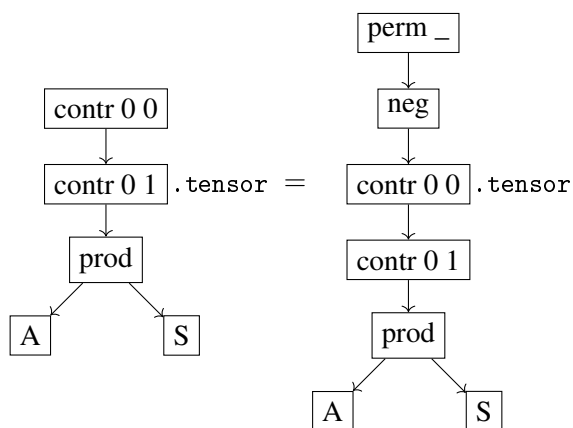 perm _
neg
contr 0 0
contr 0 1 .tensor = contr 0 0 .tensor
prod
contr 0 1
A S
prod
A S